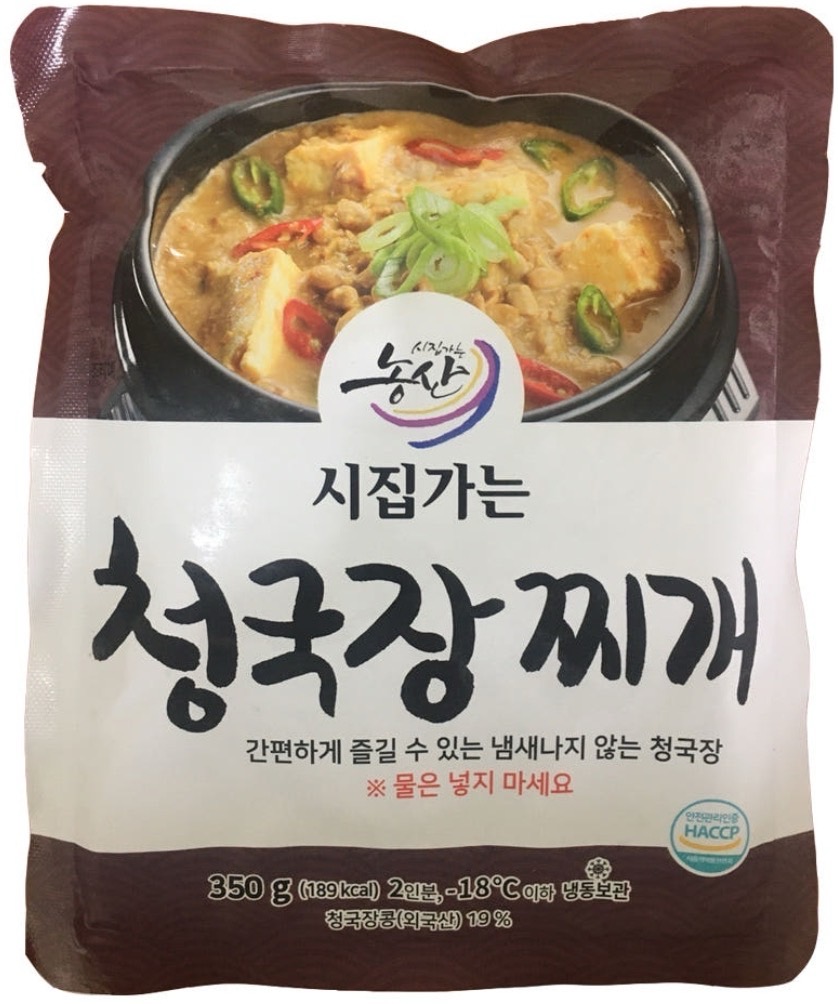 시집가는
농산
시집가는
청국장 찌개
간편하게 즐길 수 있는 냄새나지 않는 청국장
※ 물은 넣지 마세요
안전관리인증
HACCP
350 g (189 kcal) 2인분, -18℃ 이하 냉동보관
청국장콩(외국산) 19 %